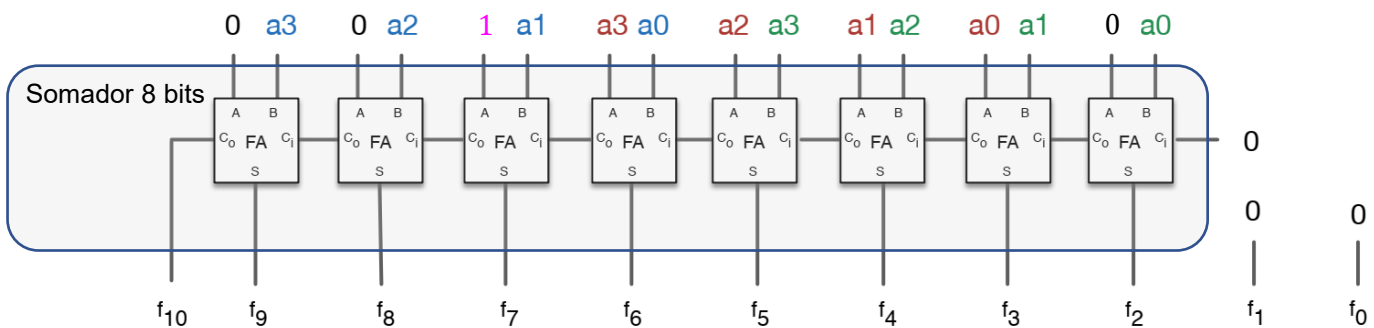 0 a3 0 a2 1 a1 a3 a0 a2 a3 a1 a2 a0 a1 0 a0
Somador 8 bits
A B A B A B A B A B A B A B A B
Co FA Ci Co FA Ci Co FA Ci Co FA Ci Co FA Ci Co FA Ci Co FA Ci Co FA Ci 0
S S S S S S S S
0 0
f10 f9 f8 f7 f6 f5 f4 f3 f2 f1 f0